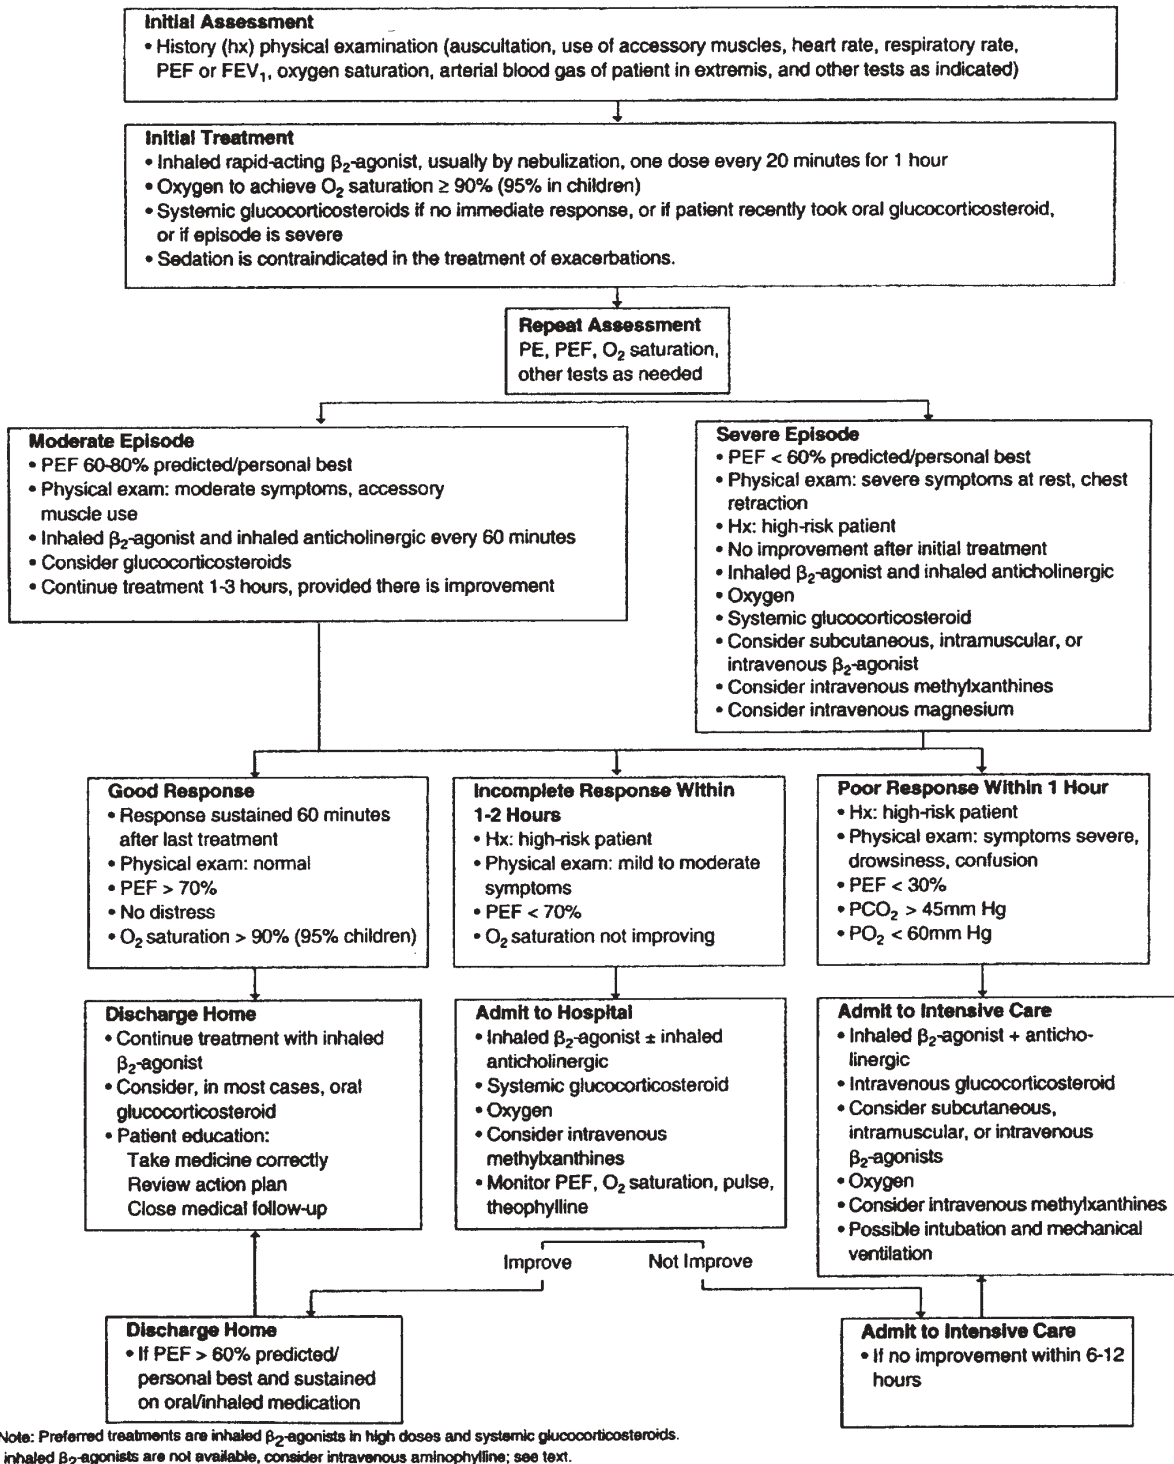 Initial Assessment
• History (hx) physical examination (auscultation, use of accessory muscles, heart rate, respiratory rate,
PEF or FEV₁, oxygen saturation, arterial blood gas of patient in extremis, and other tests as indicated)
Initial Treatment
• Inhaled rapid-acting β₂-agonist, usually by nebulization, one dose every 20 minutes for 1 hour
• Oxygen to achieve O₂ saturation ≥ 90% (95% in children)
• Systemic glucocorticosteroids if no immediate response, or if patient recently took oral glucocorticosteroid,
or if episode is severe
• Sedation is contraindicated in the treatment of exacerbations.
Repeat Assessment
PE, PEF, O₂ saturation,
other tests as needed
Moderate Episode
• PEF 60-80% predicted/personal best
• Physical exam: moderate symptoms, accessory
muscle use
• Inhaled β₂-agonist and inhaled anticholinergic every 60 minutes
• Consider glucocorticosteroids
• Continue treatment 1-3 hours, provided there is improvement
Severe Episode
• PEF < 60% predicted/personal best
• Physical exam: severe symptoms at rest, chest
retraction
• Hx: high-risk patient
• No improvement after initial treatment
• Inhaled β₂-agonist and inhaled anticholinergic
• Oxygen
• Systemic glucocorticosteroid
• Consider subcutaneous, intramuscular, or
intravenous β₂-agonist
• Consider intravenous methylxanthines
• Consider intravenous magnesium
Good Response
• Response sustained 60 minutes
after last treatment
• Physical exam: normal
• PEF > 70%
• No distress
• O₂ saturation > 90% (95% children)
Incomplete Response Within
1-2 Hours
• Hx: high-risk patient
• Physical exam: mild to moderate
symptoms
• PEF < 70%
• O₂ saturation not improving
Poor Response Within 1 Hour
• Hx: high-risk patient
• Physical exam: symptoms severe,
drowsiness, confusion
• PEF < 30%
• PCO₂ > 45mm Hg
• PO₂ < 60mm Hg
Discharge Home
• Continue treatment with inhaled
β₂-agonist
• Consider, in most cases, oral
glucocorticosteroid
• Patient education:
Take medicine correctly
Review action plan
Close medical follow-up
Admit to Hospital
• Inhaled β₂-agonist ± inhaled
anticholinergic
• Systemic glucocorticosteroid
• Oxygen
• Consider intravenous
methylxanthines
• Monitor PEF, O₂ saturation, pulse,
theophylline
Admit to Intensive Care
• Inhaled β₂-agonist + anticho-
linergic
• Intravenous glucocorticosteroid
• Consider subcutaneous,
intramuscular, or intravenous
β₂-agonists
• Oxygen
• Consider intravenous methylxanthines
• Possible intubation and mechanical
ventilation
Improve Not Improve
Discharge Home
• If PEF > 60% predicted/
personal best and sustained
on oral/inhaled medication
Admit to Intensive Care
• If no improvement within 6-12
hours
Note: Preferred treatments are inhaled β₂-agonists in high doses and systemic glucocorticosteroids.
inhaled β₂-agonists are not available, consider intravenous aminophylline; see text.